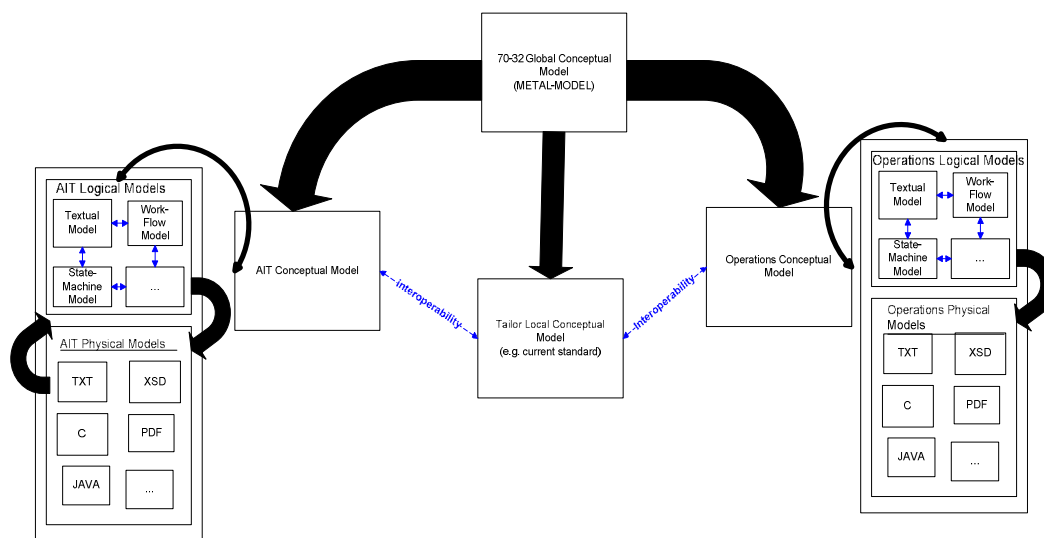 70-32 Global Conceptual
Model
(METAL-MODEL)
AIT Logical Models
Textual
Model
Work-
Flow
Model
State-
Machine
Model
...
AIT Physical Models
TXT
XSD
C
PDF
JAVA
...
AIT Conceptual Model
interoperability
Tailor Local Conceptual
Model
(e.g. current standard)
Interoperability
Operations Conceptual
Model
Operations Logical Models
Textual
Model
Work-
Flow
Model
State-
Machine
Model
...
Operations Physical
Models
TXT
XSD
C
PDF
JAVA
...